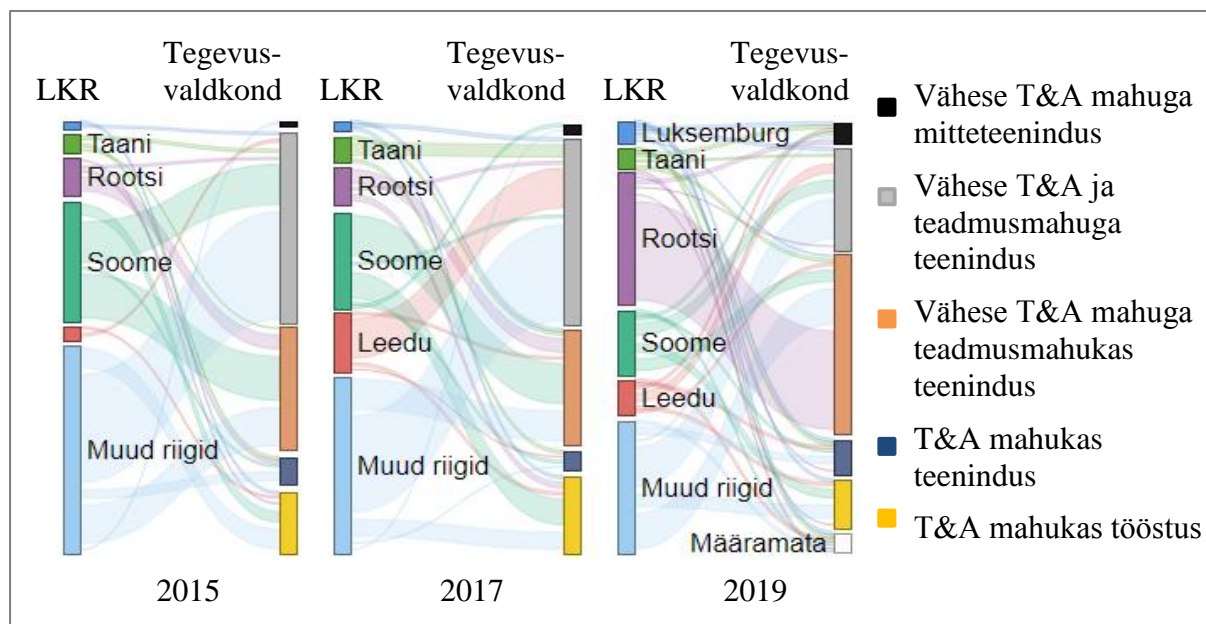 LKR
Tegevus-
valdkond
Taani
Rootsi
Soome
Muud riigid
2015
LKR
Tegevus-
valdkond
Taani
Rootsi
Soome
Leedu
Muud riigid
2017
LKR
Tegevus-
valdkond
Luksemburg
Taani
Rootsi
Soome
Leedu
Muud riigid
Määramata
2019
Vähese T&A mahuga
mitteteenindus
Vähese T&A ja
teadmusmahuga
teenindus
Vähese T&A mahuga
teadmusmahukas
teenindus
T&A mahukas
teenindus
T&A mahukas tööstus